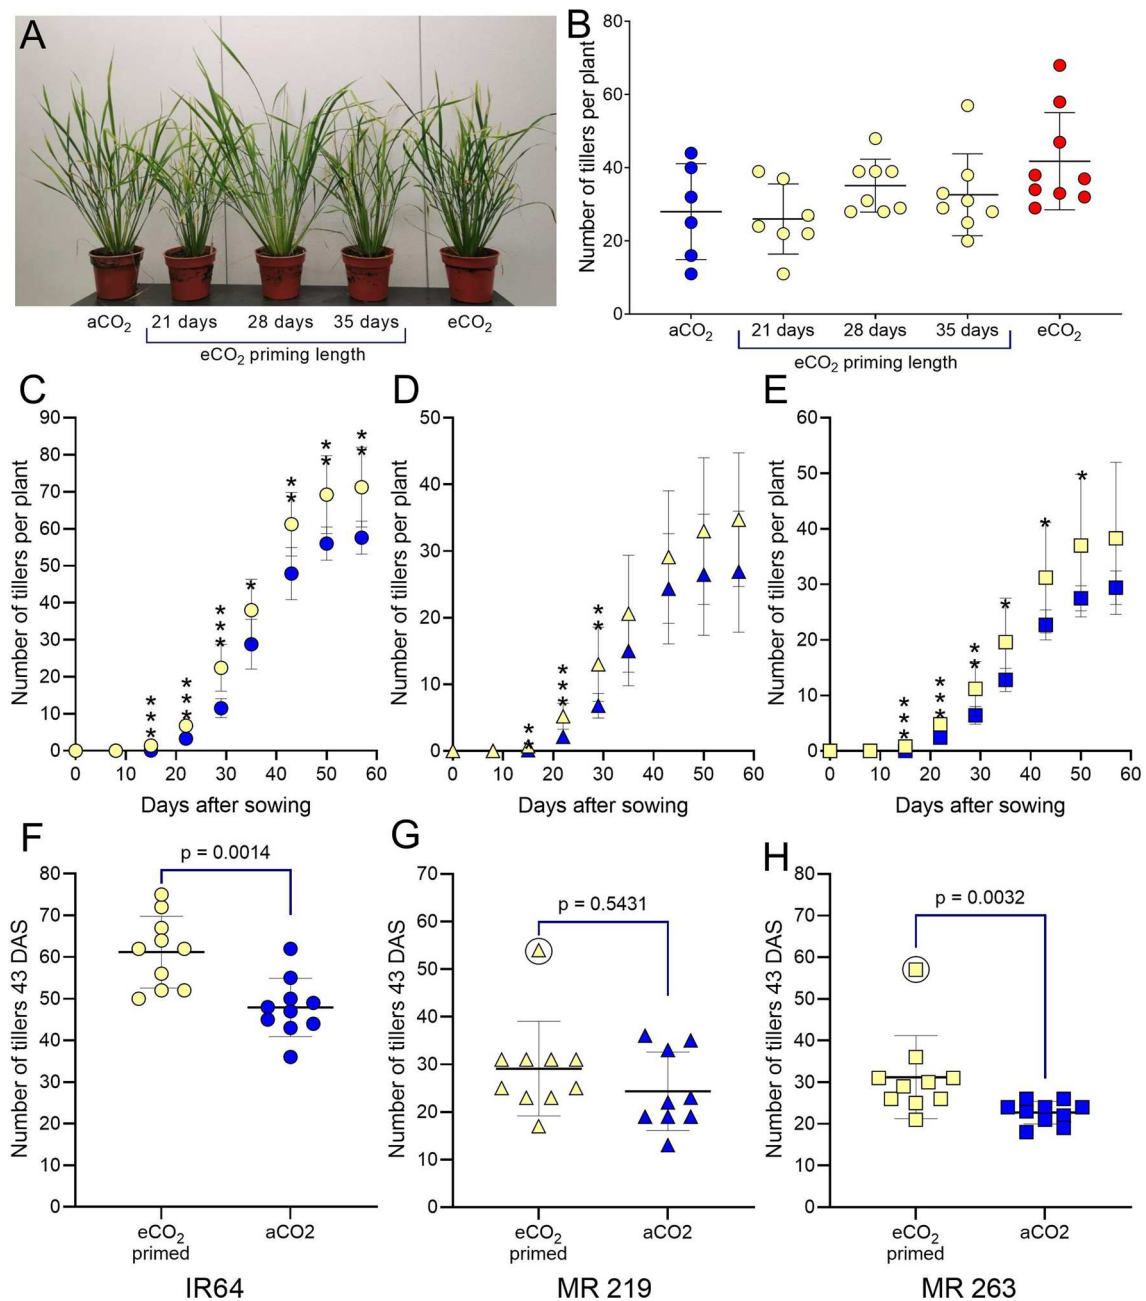 A
aCO2 21 days 28 days 35 days eCO2
eCO2 priming length
B
Number of tillers per plant
80
60
40
20
0
aCO2 21 days 28 days 35 days eCO2
eCO2 priming length
C
Number of tillers per plant
90
80
70
60
50
40
30
20
10
0
0 10 20 30 40 50 60
Days after sowing
*** *** *** * ** ** **
D
Number of tillers per plant
50
40
30
20
10
0
0 10 20 30 40 50 60
Days after sowing
** *** **
E
Number of tillers per plant
60
50
40
30
20
10
0
0 10 20 30 40 50 60
Days after sowing
*** *** ** * * *
F
Number of tillers 43 DAS
80
70
60
50
40
30
20
10
0
p = 0.0014
eCO2 aCO2
primed
IR64
G
Number of tillers 43 DAS
70
60
50
40
30
20
10
0
p = 0.5431
eCO2 aCO2
primed
MR 219
H
Number of tillers 43 DAS
80
70
60
50
40
30
20
10
0
p = 0.0032
eCO2 aCO2
primed
MR 263